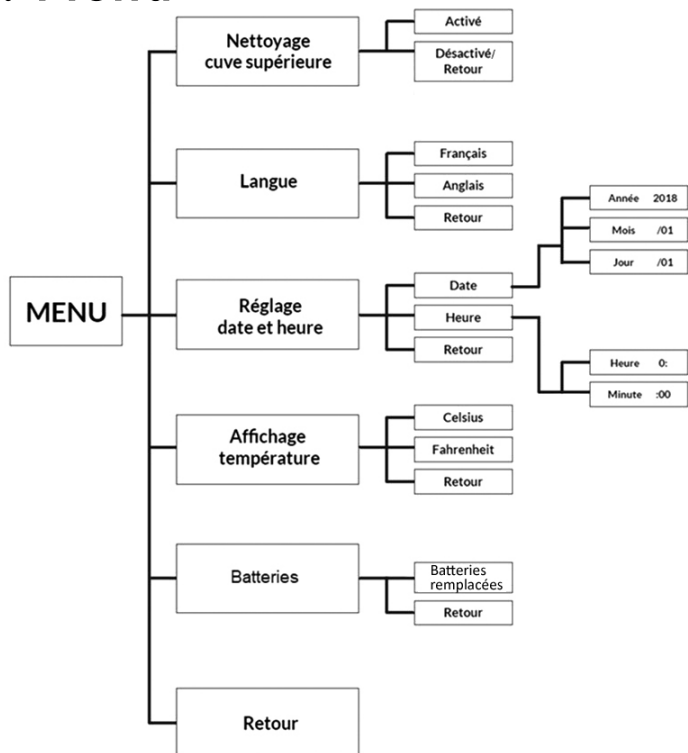 MENU
Nettoyage
cuve supérieure
Activé
Désactivé/
Retour
Langue
Français
Anglais
Retour
Réglage
date et heure
Date
Heure
Retour
Année 2018
Mois /01
Jour /01
Heure 0:
Minute :00
Affichage
température
Celsius
Fahrenheit
Retour
Batteries
Batteries
remplacées
Retour
Retour